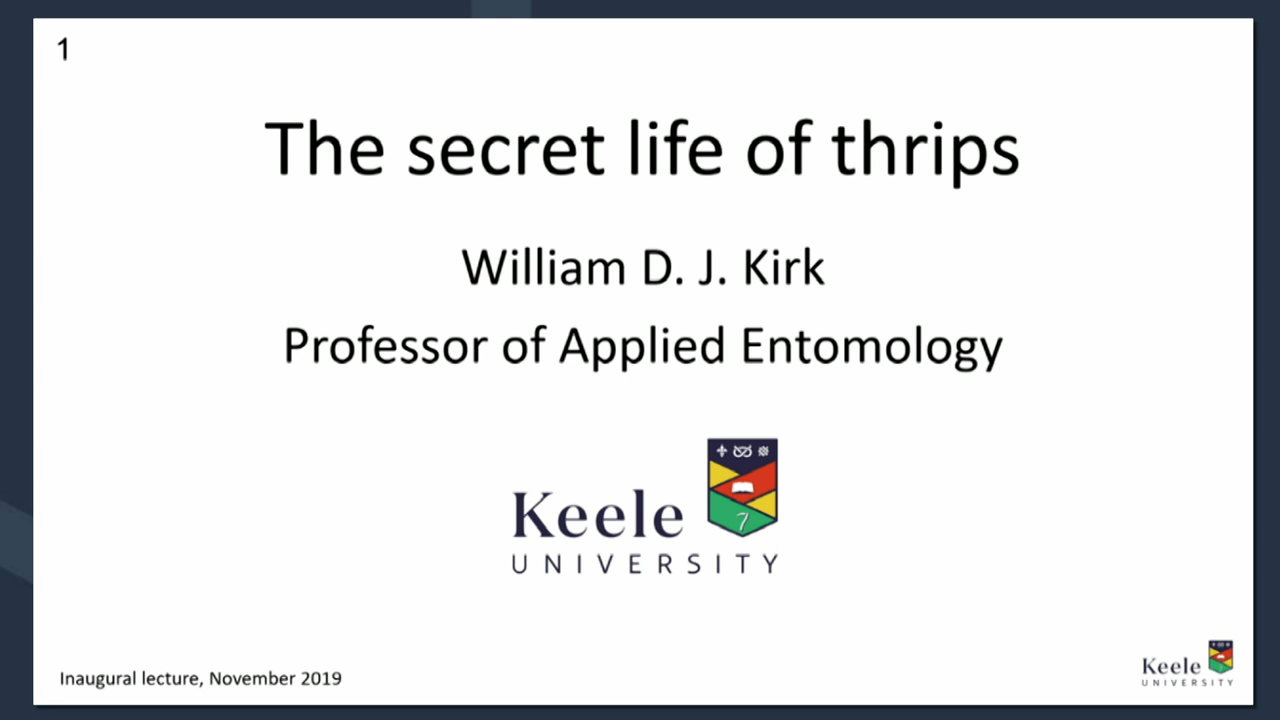 1
The secret life of thrips
William D. J. Kirk
Professor of Applied Entomology
Keele
UNIVERSITY
Inaugural lecture, November 2019
Keele
UNIVERSITY